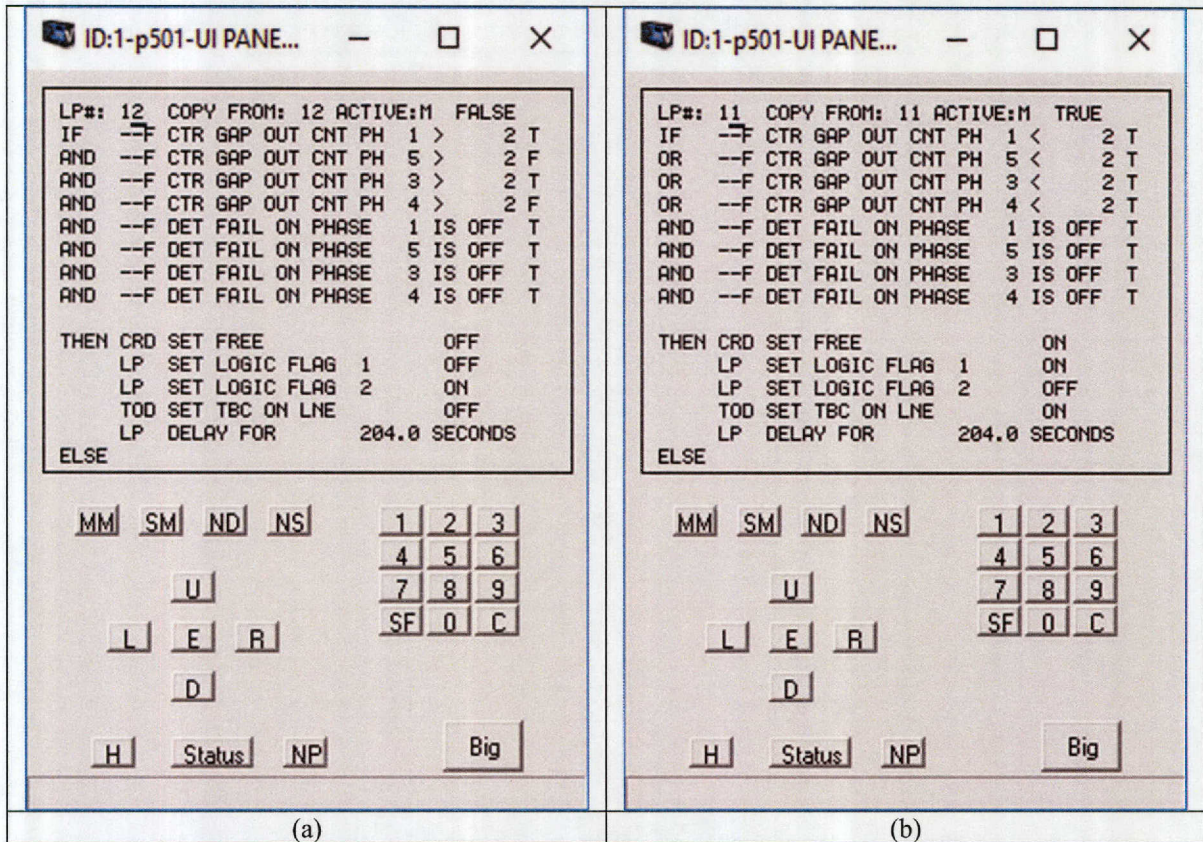 ID:1-p501-UI PANE...
LP#: 12 COPY FROM: 12 ACTIVE:M FALSE
IF --F CTR GAP OUT CNT PH 1 > 2 T
AND --F CTR GAP OUT CNT PH 5 > 2 F
AND --F CTR GAP OUT CNT PH 3 > 2 T
AND --F CTR GAP OUT CNT PH 4 > 2 F
AND --F DET FAIL ON PHASE 1 IS OFF T
AND --F DET FAIL ON PHASE 5 IS OFF T
AND --F DET FAIL ON PHASE 3 IS OFF T
AND --F DET FAIL ON PHASE 4 IS OFF T
THEN CRD SET FREE OFF
LP SET LOGIC FLAG 1 OFF
LP SET LOGIC FLAG 2 ON
TOD SET TBC ON LNE OFF
LP DELAY FOR 204.0 SECONDS
ELSE
MM SM ND NS 1 2 3
4 5 6
U 7 8 9
L E R SF 0 C
D
H Status NP Big
(a)
ID:1-p501-UI PANE...
LP#: 11 COPY FROM: 11 ACTIVE:M TRUE
IF --F CTR GAP OUT CNT PH 1 < 2 T
OR --F CTR GAP OUT CNT PH 5 < 2 T
OR --F CTR GAP OUT CNT PH 3 < 2 T
OR --F CTR GAP OUT CNT PH 4 < 2 T
AND --F DET FAIL ON PHASE 1 IS OFF T
AND --F DET FAIL ON PHASE 5 IS OFF T
AND --F DET FAIL ON PHASE 3 IS OFF T
AND --F DET FAIL ON PHASE 4 IS OFF T
THEN CRD SET FREE ON
LP SET LOGIC FLAG 1 ON
LP SET LOGIC FLAG 2 OFF
TOD SET TBC ON LNE ON
LP DELAY FOR 204.0 SECONDS
ELSE
MM SM ND NS 1 2 3
4 5 6
U 7 8 9
L E R SF 0 C
D
H Status NP Big
(b)